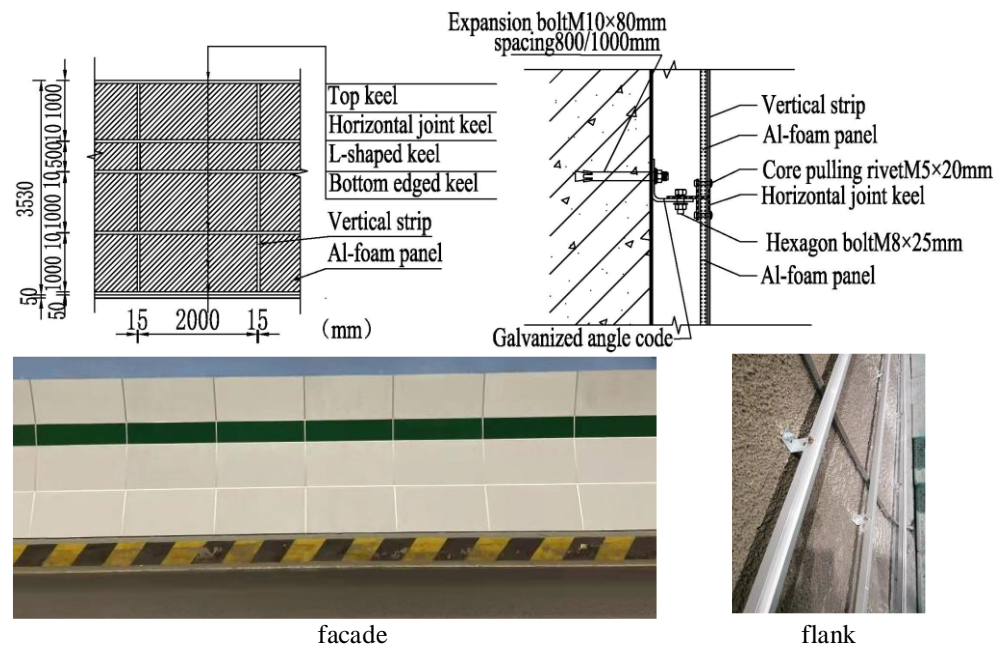 Expansion boltM10×80mm
spacing800/1000mm
Top keel
Horizontal joint keel
L-shaped keel
Bottom edged keel
Vertical strip
Al-foam panel
3530
1000
10
500
10
1000
10
1000
50
50
15
2000
15
(mm)
Vertical strip
Al-foam panel
Core pulling rivetM5×20mm
Horizontal joint keel
Hexagon boltM8×25mm
Al-foam panel
Galvanized angle code
facade
flank